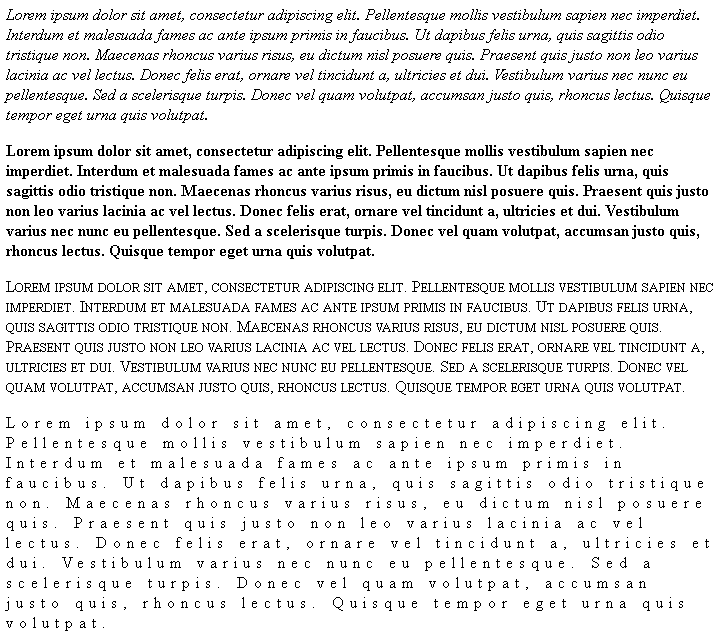 Lorem ipsum dolor sit amet, consectetur adipiscing elit. Pellentesque mollis vestibulum sapien nec imperdiet.
Interdum et malesuada fames ac ante ipsum primis in faucibus. Ut dapibus felis urna, quis sagittis odio
tristique non. Maecenas rhoncus varius risus, eu dictum nisl posuere quis. Praesent quis justo non leo varius
lacinia ac vel lectus. Donec felis erat, ornare vel tincidunt a, ultricies et dui. Vestibulum varius nec nunc eu
pellentesque. Sed a scelerisque turpis. Donec vel quam volutpat, accumsan justo quis, rhoncus lectus. Quisque
tempor eget urna quis volutpat.
Lorem ipsum dolor sit amet, consectetur adipiscing elit. Pellentesque mollis vestibulum sapien nec
imperdiet. Interdum et malesuada fames ac ante ipsum primis in faucibus. Ut dapibus felis urna, quis
sagittis odio tristique non. Maecenas rhoncus varius risus, eu dictum nisl posuere quis. Praesent quis justo
non leo varius lacinia ac vel lectus. Donec felis erat, ornare vel tincidunt a, ultricies et dui. Vestibulum
varius nec nunc eu pellentesque. Sed a scelerisque turpis. Donec vel quam volutpat, accumsan justo quis,
rhoncus lectus. Quisque tempor eget urna quis volutpat.
Lorem ipsum dolor sit amet, consectetur adipiscing elit. Pellentesque mollis vestibulum sapien nec
imperdiet. Interdum et malesuada fames ac ante ipsum primis in faucibus. Ut dapibus felis urna,
quis sagittis odio tristique non. Maecenas rhoncus varius risus, eu dictum nisl posuere quis.
Praesent quis justo non leo varius lacinia ac vel lectus. Donec felis erat, ornare vel tincidunt a,
ultricies et dui. Vestibulum varius nec nunc eu pellentesque. Sed a scelerisque turpis. Donec vel
quam volutpat, accumsan justo quis, rhoncus lectus. Quisque tempor eget urna quis volutpat.
Lorem ipsum dolor sit amet, consectetur adipiscing elit.
Pellentesque mollis vestibulum sapien nec imperdiet.
Interdum et malesuada fames ac ante ipsum primis in
faucibus. Ut dapibus felis urna, quis sagittis odio tristique
non. Maecenas rhoncus varius risus, eu dictum nisl posuere
quis. Praesent quis justo non leo varius lacinia ac vel
lectus. Donec felis erat, ornare vel tincidunt a, ultricies et
dui. Vestibulum varius nec nunc eu pellentesque. Sed a
scelerisque turpis. Donec vel quam volutpat, accumsan
justo quis, rhoncus lectus. Quisque tempor eget urna quis
volutpat.